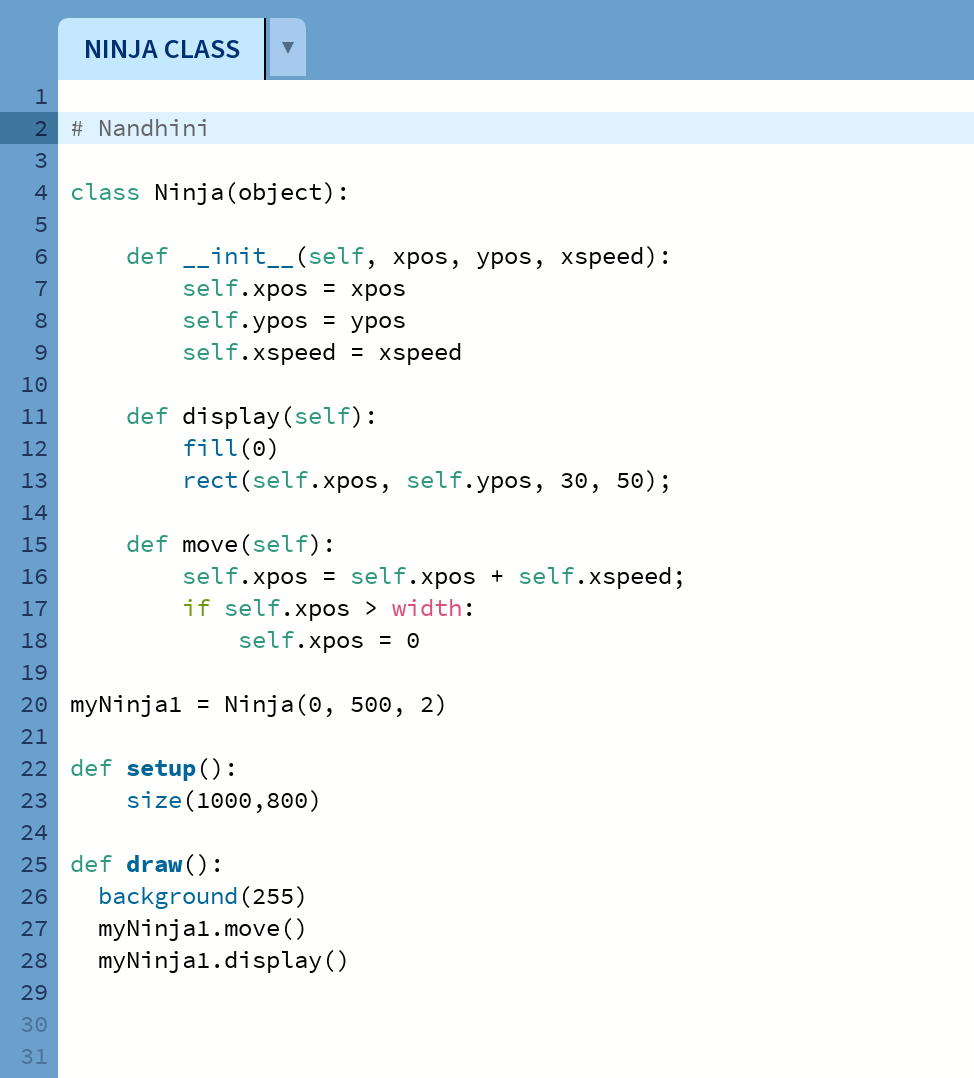 NINJA CLASS ▼
1
2 # Nandhini
3
4 class Ninja(object):
5
6     def __init__(self, xpos, ypos, xspeed):
7         self.xpos = xpos
8         self.ypos = ypos
9         self.xspeed = xspeed
10
11     def display(self):
12         fill(0)
13         rect(self.xpos, self.ypos, 30, 50);
14
15     def move(self):
16         self.xpos = self.xpos + self.xspeed;
17         if self.xpos > width:
18             self.xpos = 0
19
20 myNinja1 = Ninja(0, 500, 2)
21
22 def setup():
23     size(1000,800)
24
25 def draw():
26   background(255)
27   myNinja1.move()
28   myNinja1.display()
29
30
31